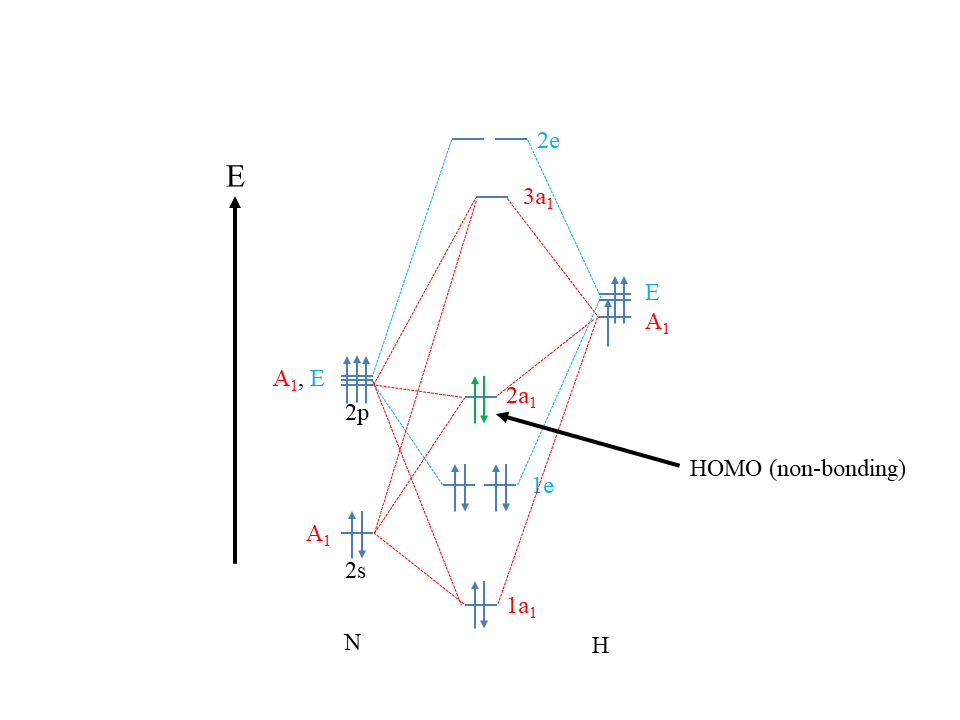 2e
E
3a₁
E
A₁
A₁, E
2p
2a₁
HOMO (non-bonding)
1e
A₁
2s
1a₁
N
H